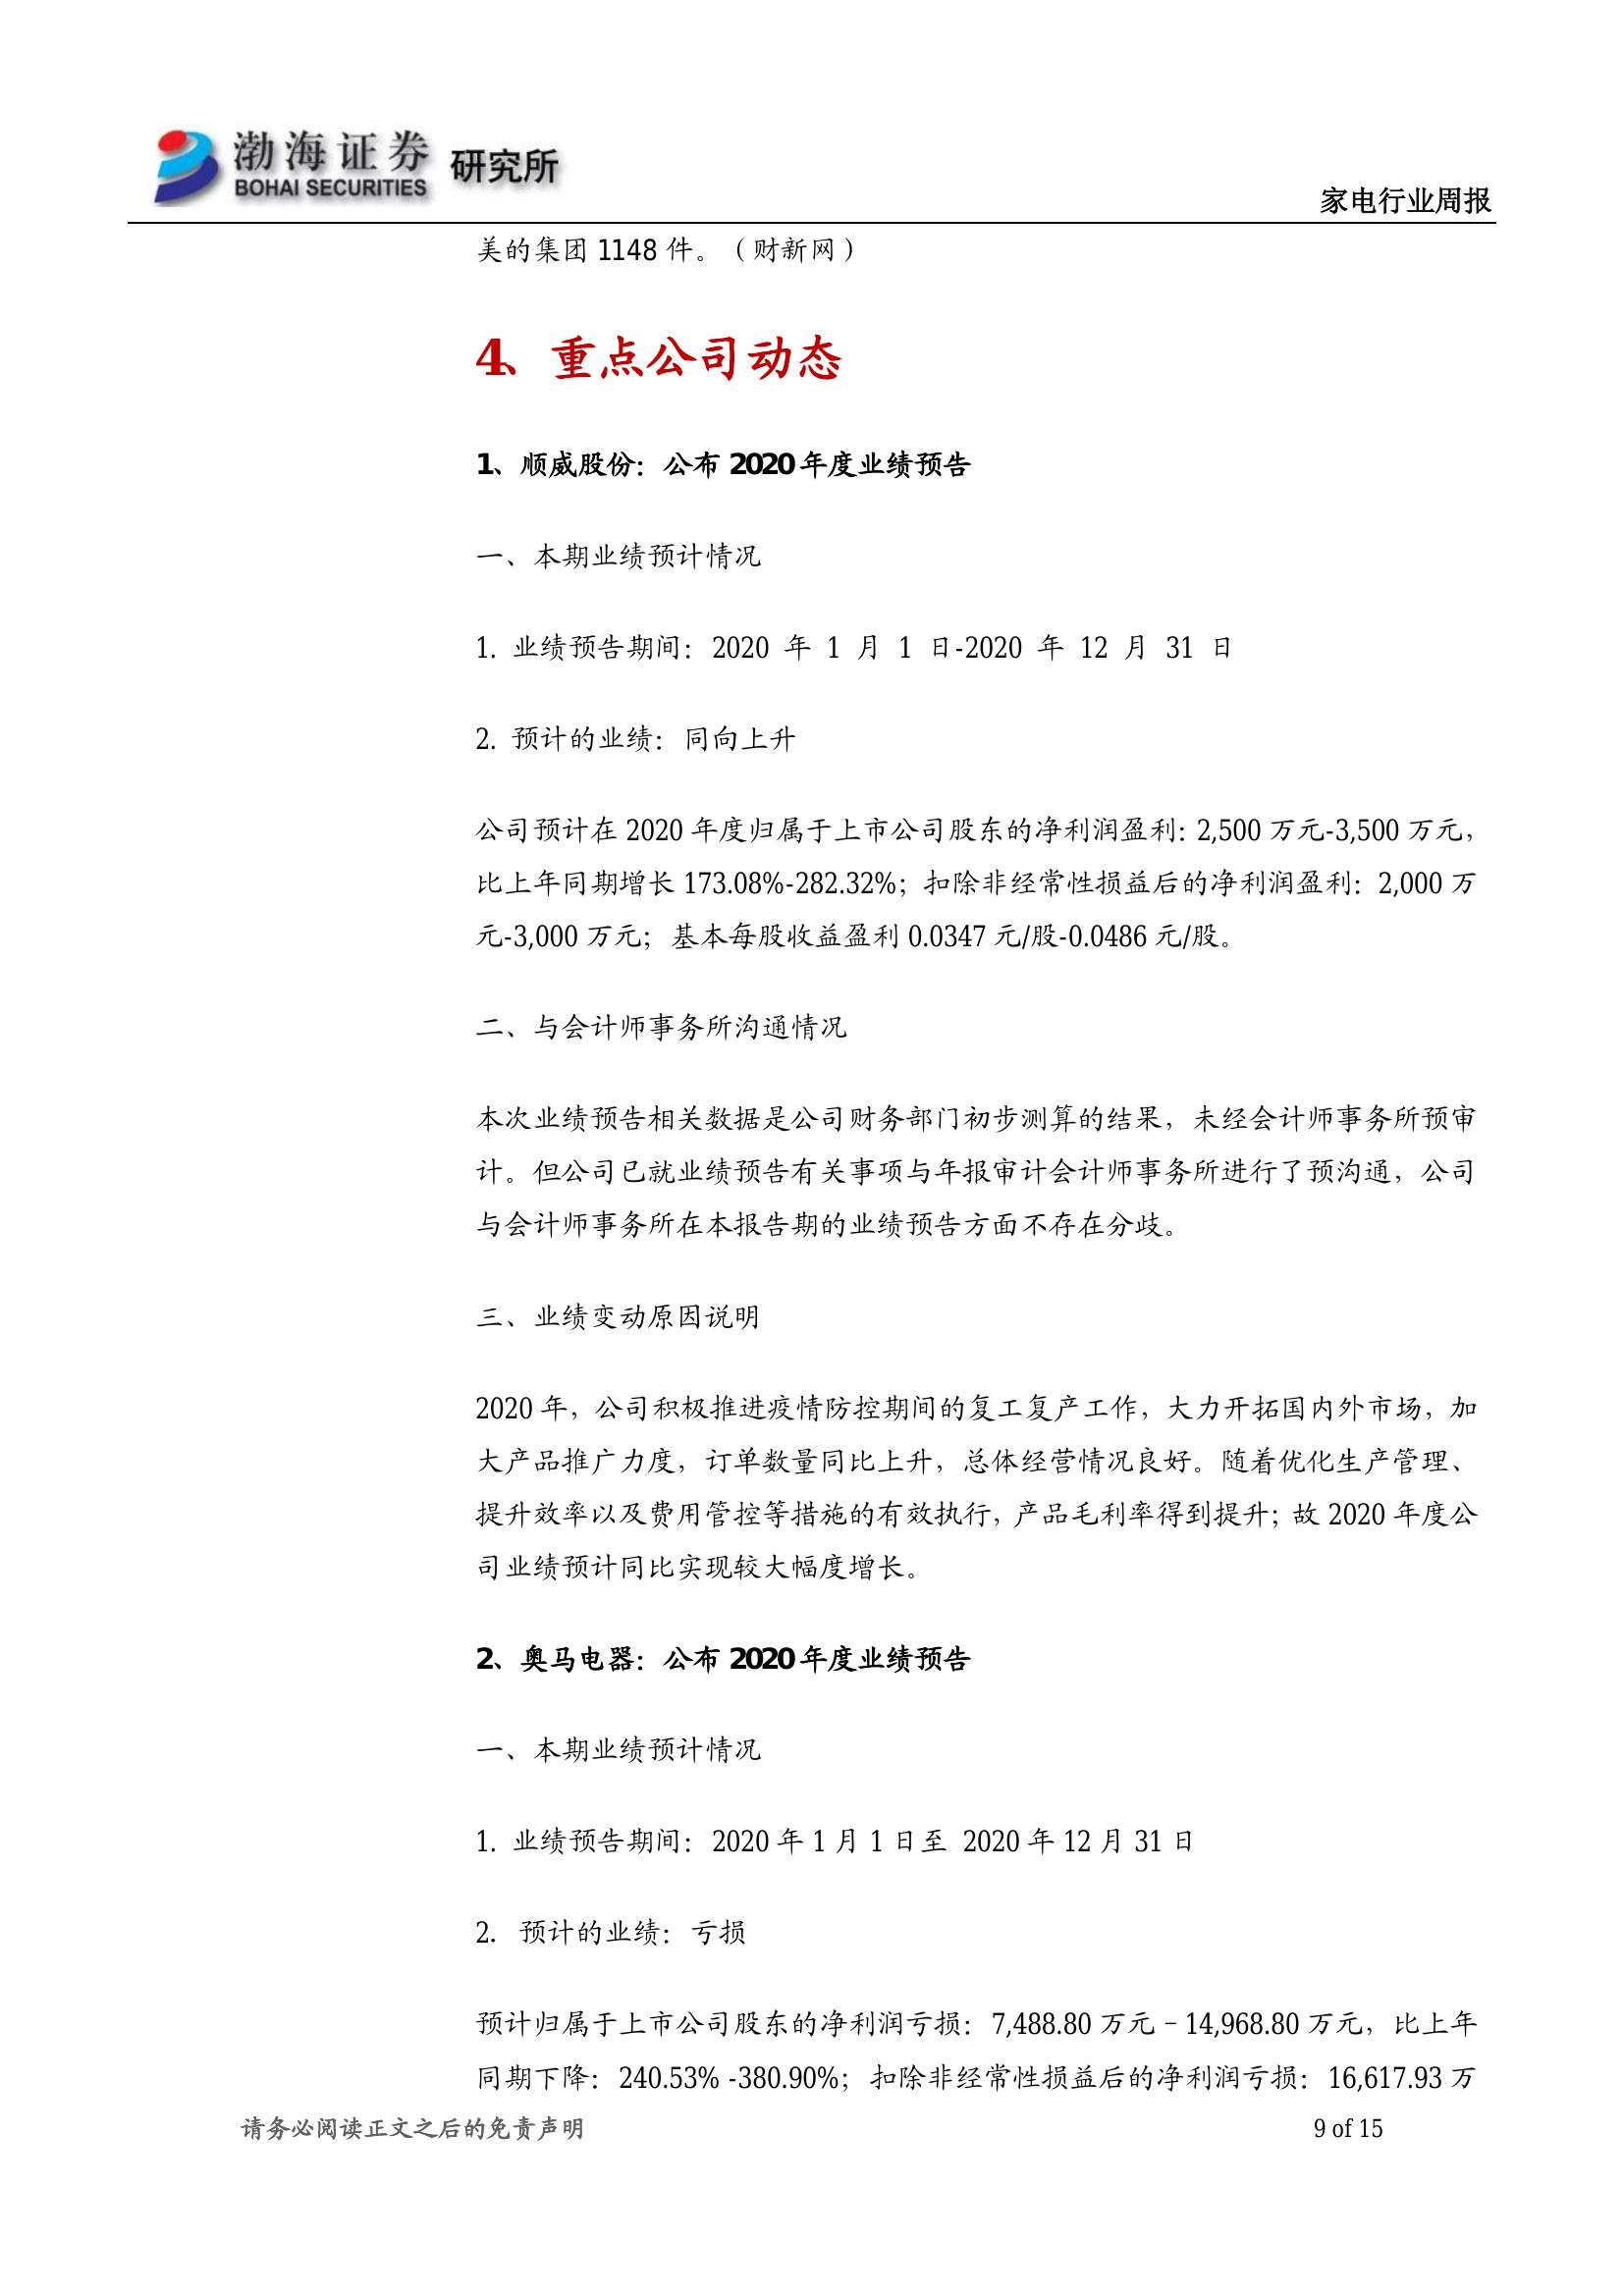 渤海证券 研究所
BOHAI SECURITIES
家电行业周报
美的集团 1148 件。（财新网）
4、重点公司动态
1、顺威股份：公布 2020 年度业绩预告
一、本期业绩预计情况
1. 业绩预告期间：2020 年 1 月 1 日-2020 年 12 月 31 日
2. 预计的业绩：同向上升
公司预计在 2020 年度归属于上市公司股东的净利润盈利：2,500 万元-3,500 万元，
比上年同期增长 173.08%-282.32%；扣除非经常性损益后的净利润盈利：2,000 万
元-3,000 万元；基本每股收益盈利 0.0347 元/股-0.0486 元/股。
二、与会计师事务所沟通情况
本次业绩预告相关数据是公司财务部门初步测算的结果，未经会计师事务所预审
计。但公司已就业绩预告有关事项与年报审计会计师事务所进行了预沟通，公司
与会计师事务所在本报告期的业绩预告方面不存在分歧。
三、业绩变动原因说明
2020 年，公司积极推进疫情防控期间的复工复产工作，大力开拓国内外市场，加
大产品推广力度，订单数量同比上升，总体经营情况良好。随着优化生产管理、
提升效率以及费用管控等措施的有效执行，产品毛利率得到提升；故 2020 年度公
司业绩预计同比实现较大幅度增长。
2、奥马电器：公布 2020 年度业绩预告
一、本期业绩预计情况
1. 业绩预告期间：2020 年 1 月 1 日至 2020 年 12 月 31 日
2. 预计的业绩：亏损
预计归属于上市公司股东的净利润亏损：7,488.80 万元－14,968.80 万元，比上年
同期下降：240.53% -380.90%；扣除非经常性损益后的净利润亏损：16,617.93 万
请务必阅读正文之后的免责声明
9 of 15